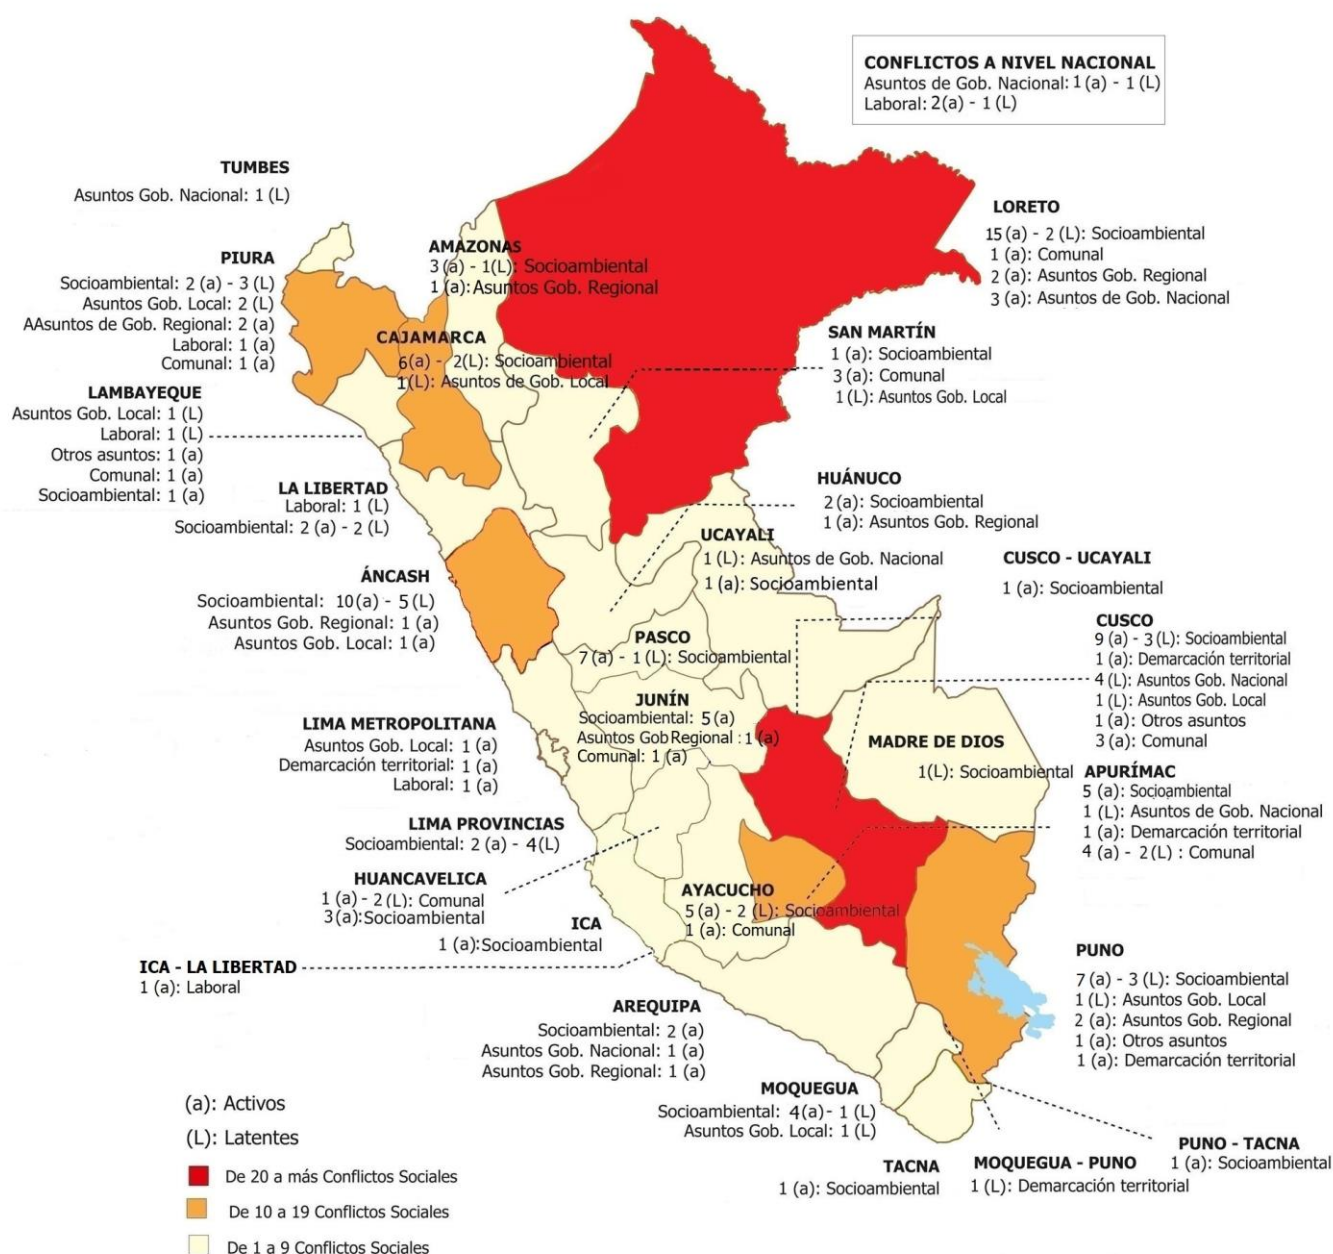 CONFLICTOS A NIVEL NACIONAL
Asuntos de Gob. Nacional: 1 (a) - 1 (L)
Laboral: 2(a) - 1 (L)
TUMBES
Asuntos Gob. Nacional: 1 (L)
PIURA
Socioambiental: 2 (a) - 3 (L)
Asuntos Gob. Local: 2 (L)
AAsuntos de Gob. Regional: 2 (a)
Laboral: 1 (a)
Comunal: 1 (a)
AMAZONAS
3 (a) - 1(L): Socioambiental
1 (a): Asuntos Gob. Regional
LORETO
15 (a) - 2 (L): Socioambiental
1 (a): Comunal
2 (a): Asuntos Gob. Regional
3 (a): Asuntos de Gob. Nacional
CAJAMARCA
6(a) - 2(L): Socioambiental
1(L): Asuntos de Gob. Local
SAN MARTÍN
1 (a): Socioambiental
3 (a): Comunal
1 (L): Asuntos Gob. Local
LAMBAYEQUE
Asuntos Gob. Local: 1 (L)
Laboral: 1 (L)
Otros asuntos: 1 (a)
Comunal: 1 (a)
Socioambiental: 1 (a)
LA LIBERTAD
Laboral: 1 (L)
Socioambiental: 2 (a) - 2 (L)
HUÁNUCO
2 (a): Socioambiental
1 (a): Asuntos Gob. Regional
UCAYALI
1 (L): Asuntos de Gob. Nacional
1 (a): Socioambiental
CUSCO - UCAYALI
1 (a): Socioambiental
ÁNCASH
Socioambiental: 10(a) - 5 (L)
Asuntos Gob. Regional: 1 (a)
Asuntos Gob. Local: 1 (a)
PASCO
7 (a) - 1 (L): Socioambiental
CUSCO
9 (a) - 3 (L): Socioambiental
1 (a): Demarcación territorial
4 (L): Asuntos Gob. Nacional
1 (L): Asuntos Gob. Local
1 (a): Otros asuntos
3 (a): Comunal
JUNÍN
Socioambiental: 5 (a)
Asuntos Gob Regional : 1 (a)
Comunal: 1 (a)
LIMA METROPOLITANA
Asuntos Gob. Local: 1 (a)
Demarcación territorial: 1 (a)
Laboral: 1 (a)
MADRE DE DIOS
1(L): Socioambiental
APURÍMAC
5 (a): Socioambiental
1 (L): Asuntos de Gob. Nacional
1 (a): Demarcación territorial
4 (a) - 2 (L) : Comunal
LIMA PROVINCIAS
Socioambiental: 2 (a) - 4(L)
HUANCAVELICA
1 (a) - 2 (L): Comunal
3(a):Socioambiental
AYACUCHO
5 (a) - 2 (L): Socioambiental
1 (a): Comunal
ICA
1 (a):Socioambiental
ICA - LA LIBERTAD
1 (a): Laboral
PUNO
7 (a) - 3 (L): Socioambiental
1 (L): Asuntos Gob. Local
2 (a): Asuntos Gob. Regional
1 (a): Otros asuntos
1 (a): Demarcación territorial
AREQUIPA
Socioambiental: 2 (a)
Asuntos Gob. Nacional: 1 (a)
Asuntos Gob. Regional: 1 (a)
MOQUEGUA
Socioambiental: 4(a)- 1 (L)
Asuntos Gob. Local: 1 (L)
TACNA
1 (a): Socioambiental
MOQUEGUA - PUNO
1 (L): Demarcación territorial
PUNO - TACNA
1 (a): Socioambiental
(a): Activos
(L): Latentes
De 20 a más Conflictos Sociales
De 10 a 19 Conflictos Sociales
De 1 a 9 Conflictos Sociales